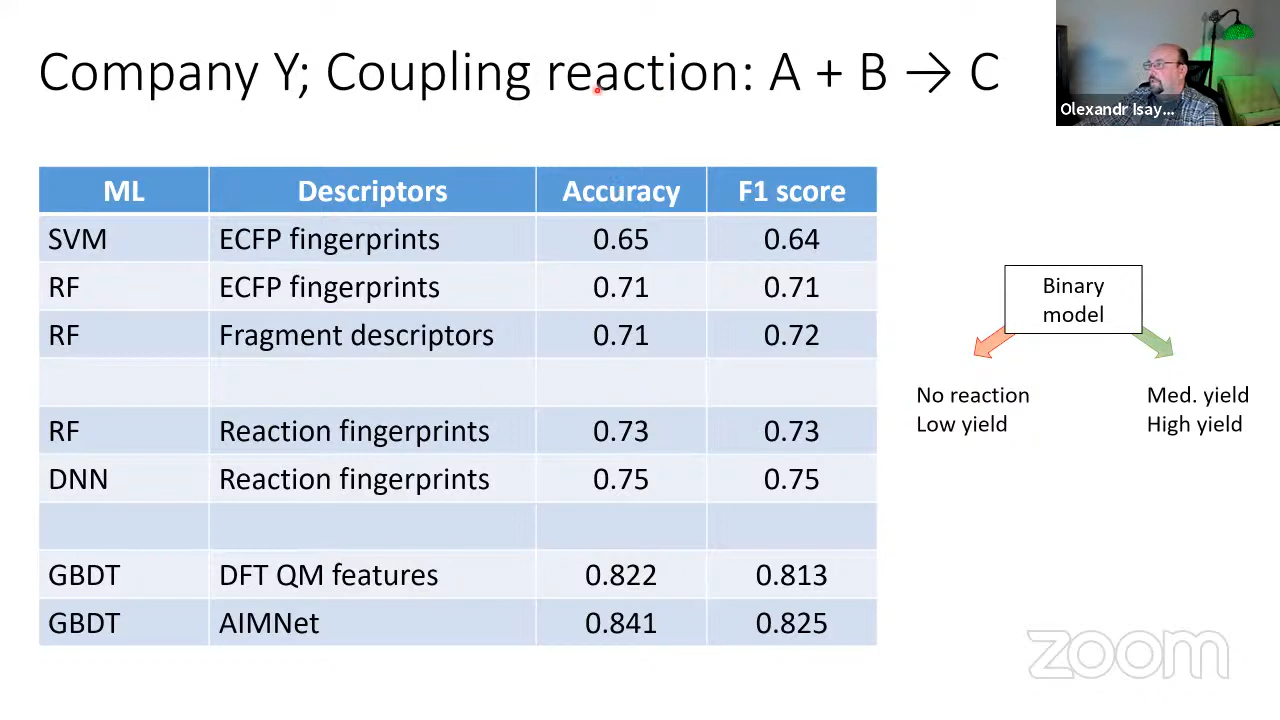 Company Y; Coupling reaction: A + B → C
Olexandr Isay...
ML Descriptors Accuracy F1 score
SVM ECFP fingerprints 0.65 0.64
RF ECFP fingerprints 0.71 0.71
RF Fragment descriptors 0.71 0.72
RF Reaction fingerprints 0.73 0.73
DNN Reaction fingerprints 0.75 0.75
GBDT DFT QM features 0.822 0.813
GBDT AIMNet 0.841 0.825
Binary
model
No reaction
Low yield
Med. yield
High yield
zoom